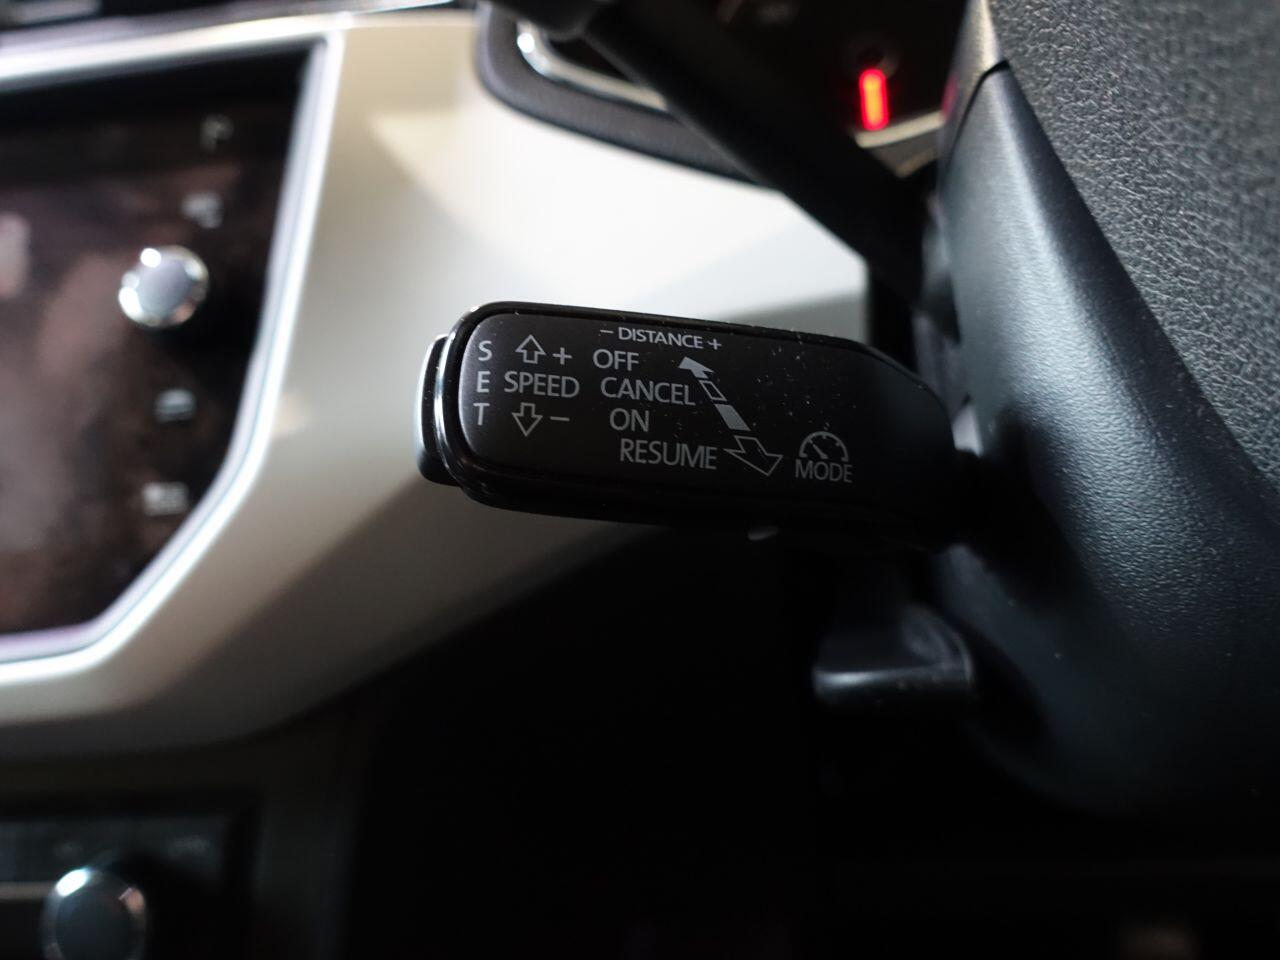 - DISTANCE +
S + OFF
E SPEED CANCEL
T - ON
RESUME
MODE